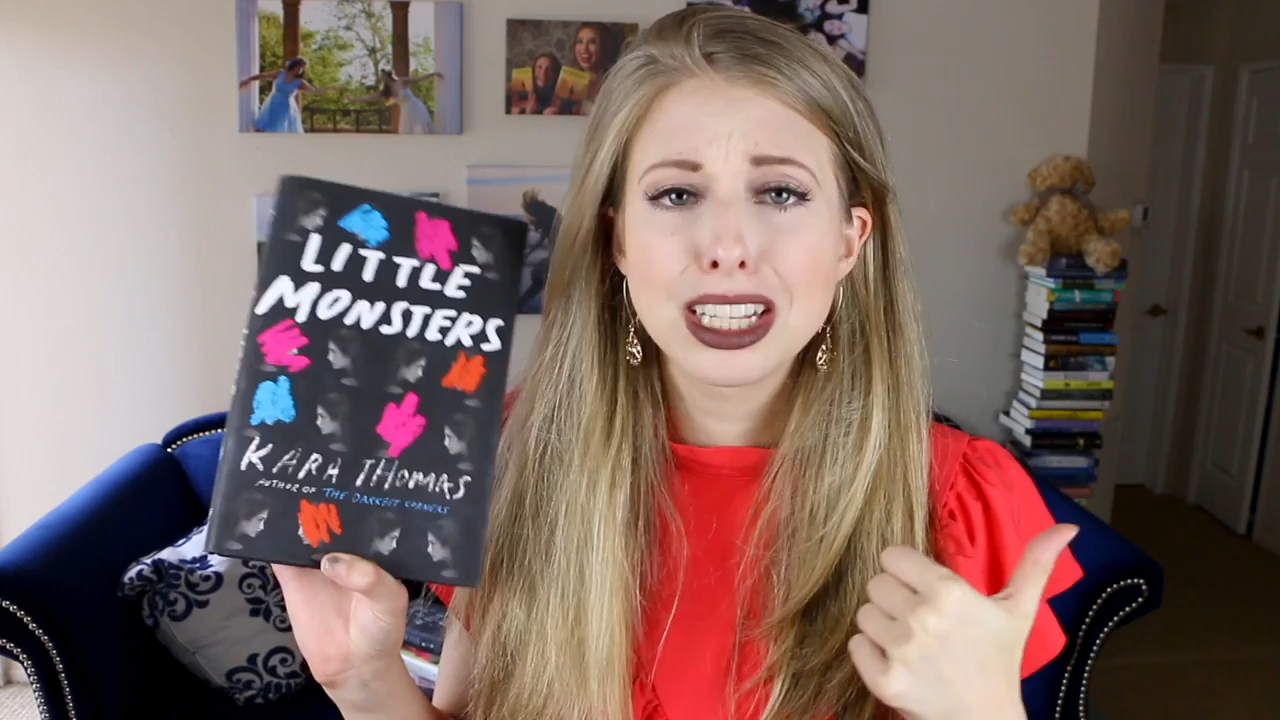 LITTLE
MONSTERS
KARA THOMAS
AUTHOR OF THE DARKEST CORNERS